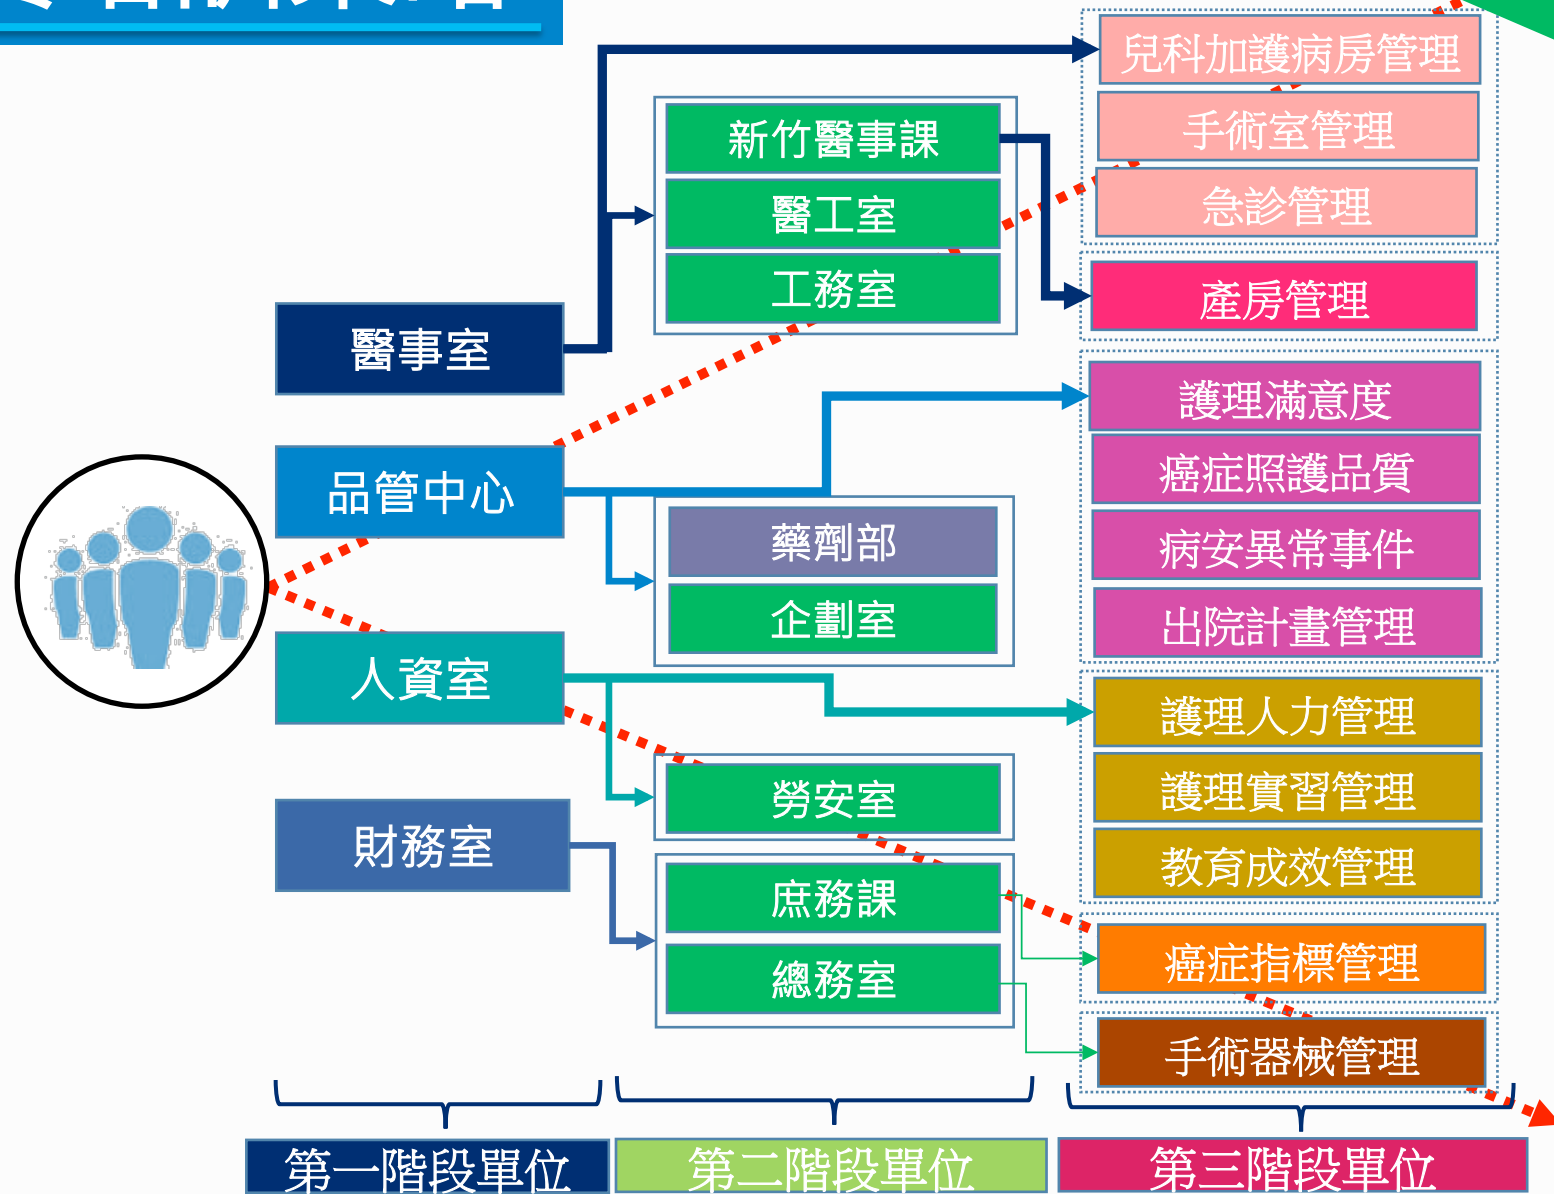 醫事室
品管中心
人資室
財務室
第一階段單位
新竹醫事課
醫工室
工務室
藥劑部
企劃室
勞安室
庶務課
總務室
第二階段單位
兒科加護病房管理
手術室管理
急診管理
產房管理
護理滿意度
癌症照護品質
病安異常事件
出院計畫管理
護理人力管理
護理實習管理
教育成效管理
癌症指標管理
手術器械管理
第三階段單位